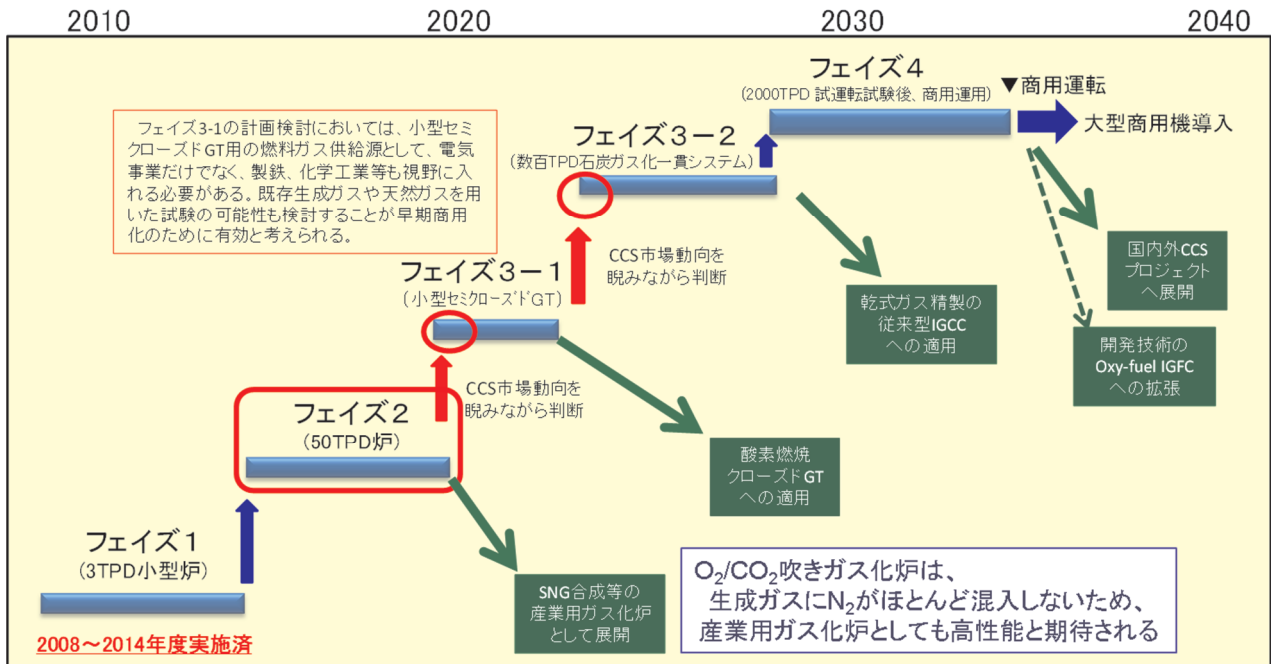 2010 2020 2030 2040
フェイズ4
(2000TPD 試運転試験後、商用運用)
▼商用運転
大型商用機導入
フェイズ3-1の計画検討においては、小型セミ
クローズドGT用の燃料ガス供給源として、電気
事業だけでなく、製鉄、化学工業等も視野に入
れる必要がある。既存生成ガスや天然ガスを用
いた試験の可能性も検討することが早期商用
化のために有効と考えられる。
フェイズ3-2
(数百TPD石炭ガス化一貫システム)
CCS市場動向を
睨みながら判断
フェイズ3-1
(小型セミクローズドGT)
国内外CCS
プロジェクト
へ展開
乾式ガス精製の
従来型IGCC
への適用
開発技術の
Oxy-fuel IGFC
への拡張
CCS市場動向を
睨みながら判断
フェイズ2
(50TPD炉)
酸素燃焼
クローズドGT
への適用
フェイズ1
(3TPD小型炉)
SNG合成等の
産業用ガス化炉
として展開
O₂/CO₂吹きガス化炉は、
生成ガスにN₂がほとんど混入しないため、
産業用ガス化炉としても高性能と期待される
2008～2014年度実施済